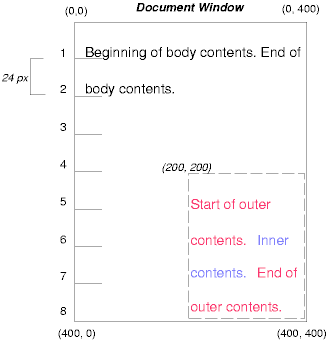 Document Window
(0,0) (0, 400)
1 Beginning of body contents. End of
24 px
2 body contents.
3
4 (200, 200)
5 Start of outer
6 contents. Inner
7 contents. End of
8 outer contents.
(400, 0) (400, 400)